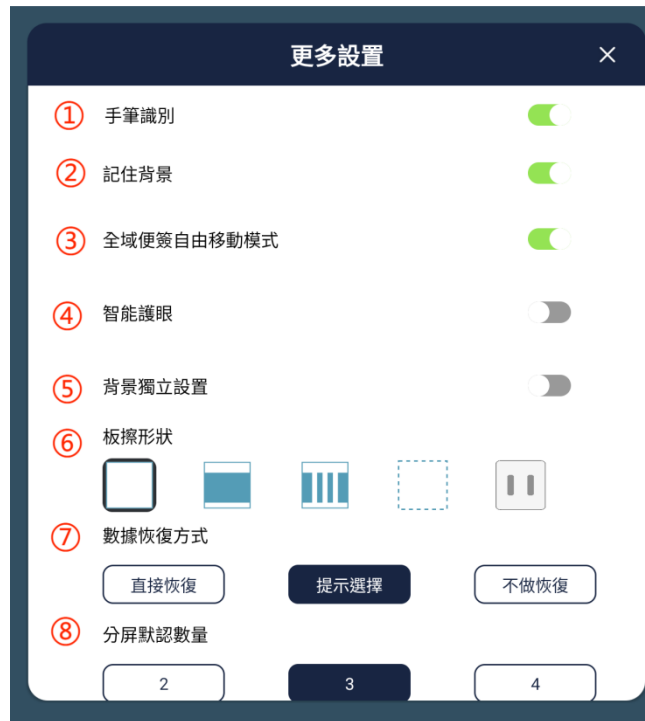 更多設置
① 手筆識別
② 記住背景
③ 全域便簽自由移動模式
④ 智能護眼
⑤ 背景獨立設置
⑥ 板擦形狀
⑦ 數據恢復方式
直接恢復 提示選擇 不做恢復
⑧ 分屏默認數量
2 3 4